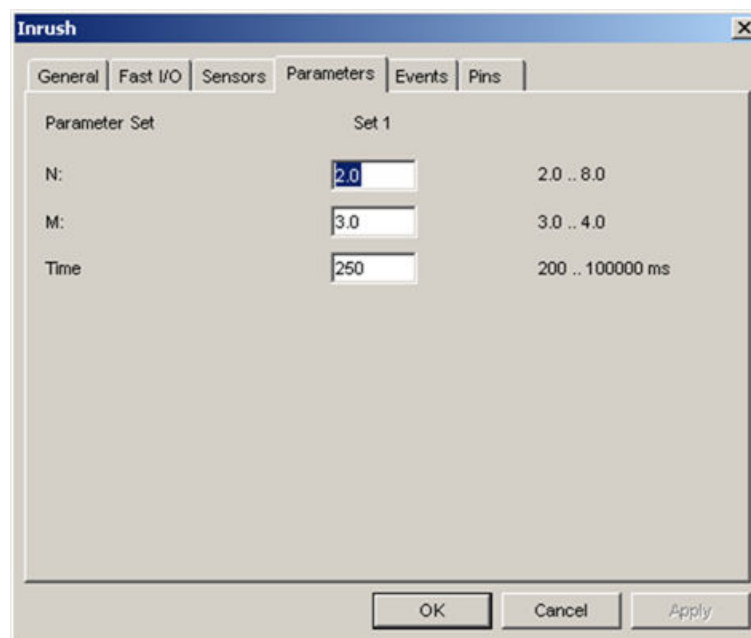 Inrush
General Fast I/O Sensors Parameters Events Pins
Parameter Set Set 1
N: 2.0 2.0 .. 8.0
M: 3.0 3.0 .. 4.0
Time 250 200 .. 100000 ms
OK Cancel Apply